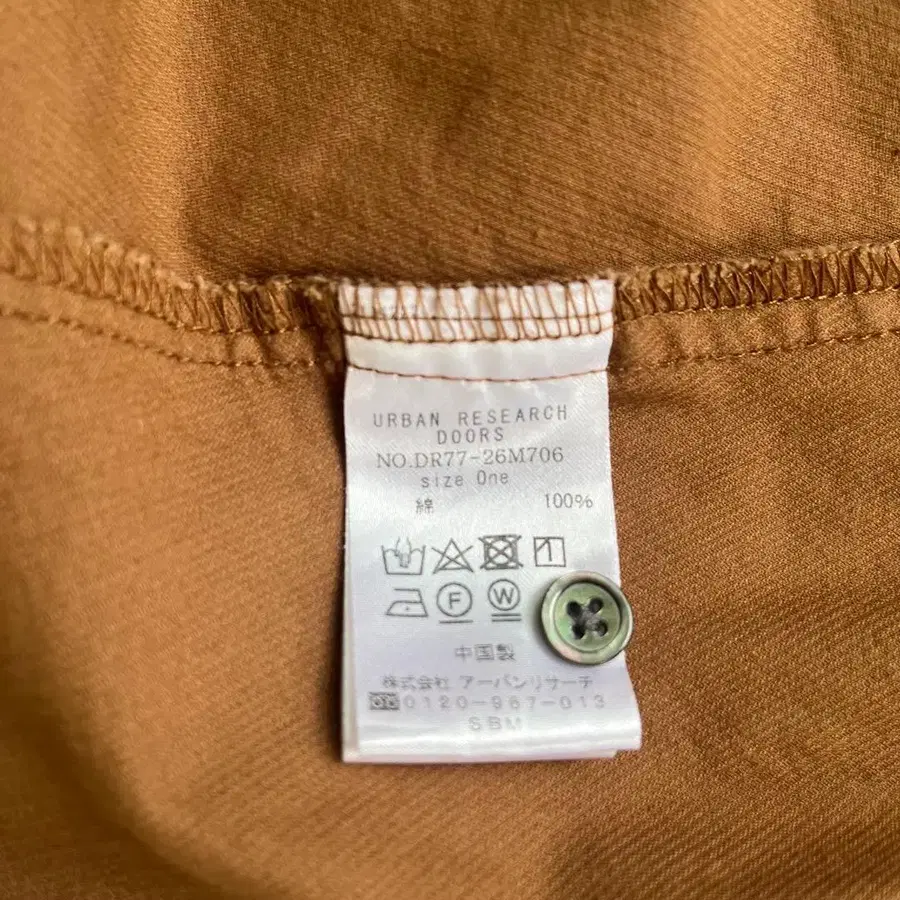 URBAN RESEARCH
DOORS
NO.DR77-26M706
size One
綿 100%
F W
中国製
株式会社 アーバンリサーチ
0120-967-013
SBM